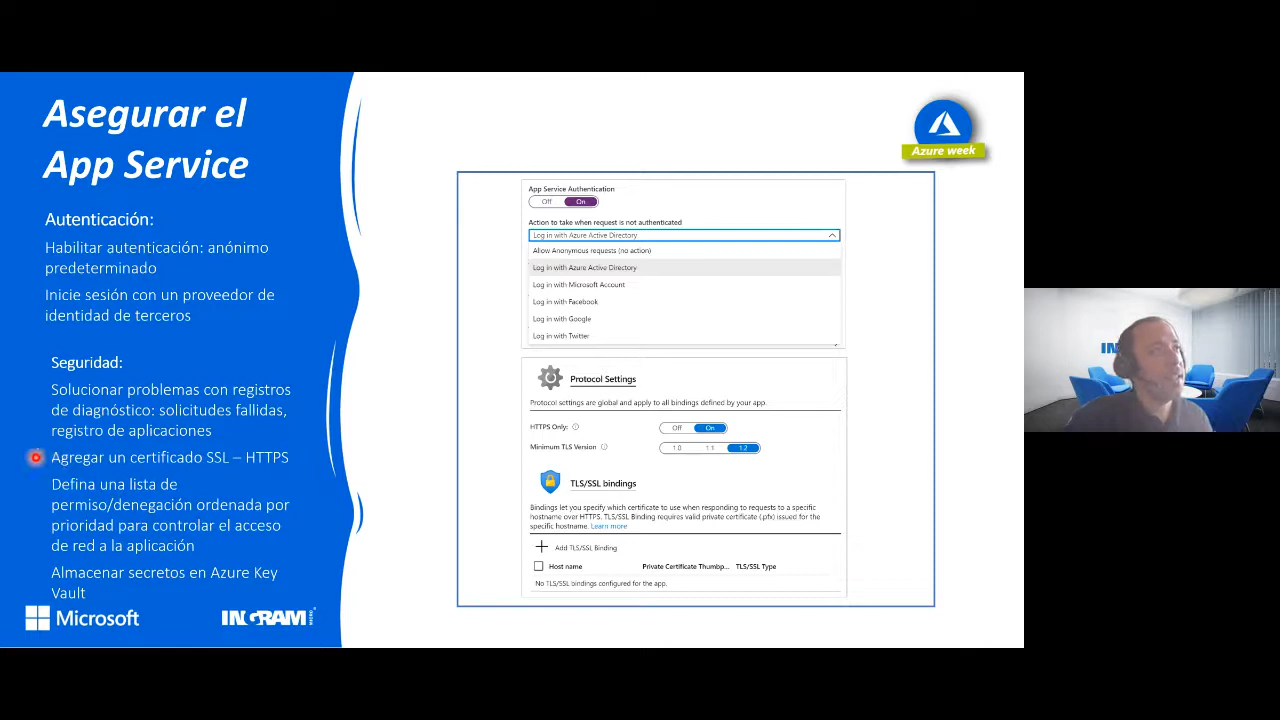 Asegurar el
App Service
Autenticación:
Habilitar autenticación: anónimo
predeterminado
Inicie sesión con un proveedor de
identidad de terceros
Seguridad:
Solucionar problemas con registros
de diagnóstico: solicitudes fallidas,
registro de aplicaciones
Agregar un certificado SSL – HTTPS
Defina una lista de
permiso/denegación ordenada por
prioridad para controlar el acceso
de red a la aplicación
Almacenar secretos en Azure Key
Vault
Microsoft
INGRAM
Azure week
App Service Authentication
Off On
Action to take when request is not authenticated
Log in with Azure Active Directory
Allow Anonymous requests (no action)
Log in with Azure Active Directory
Log in with Microsoft Account
Log in with Facebook
Log in with Google
Log in with Twitter
Protocol Settings
Protocol settings are global and apply to all bindings defined by your app.
HTTPS Only: Off On
Minimum TLS Version 1.0 1.1 1.2
TLS/SSL bindings
Bindings let you specify which certificate to use when responding to requests to a specific
hostname over HTTPS. TLS/SSL Binding requires valid private certificate (.pfx) issued for the
specific hostname. Learn more
Add TLS/SSL Binding
Host name Private Certificate Thumbp... TLS/SSL Type
No TLS/SSL bindings configured for the app.
IN